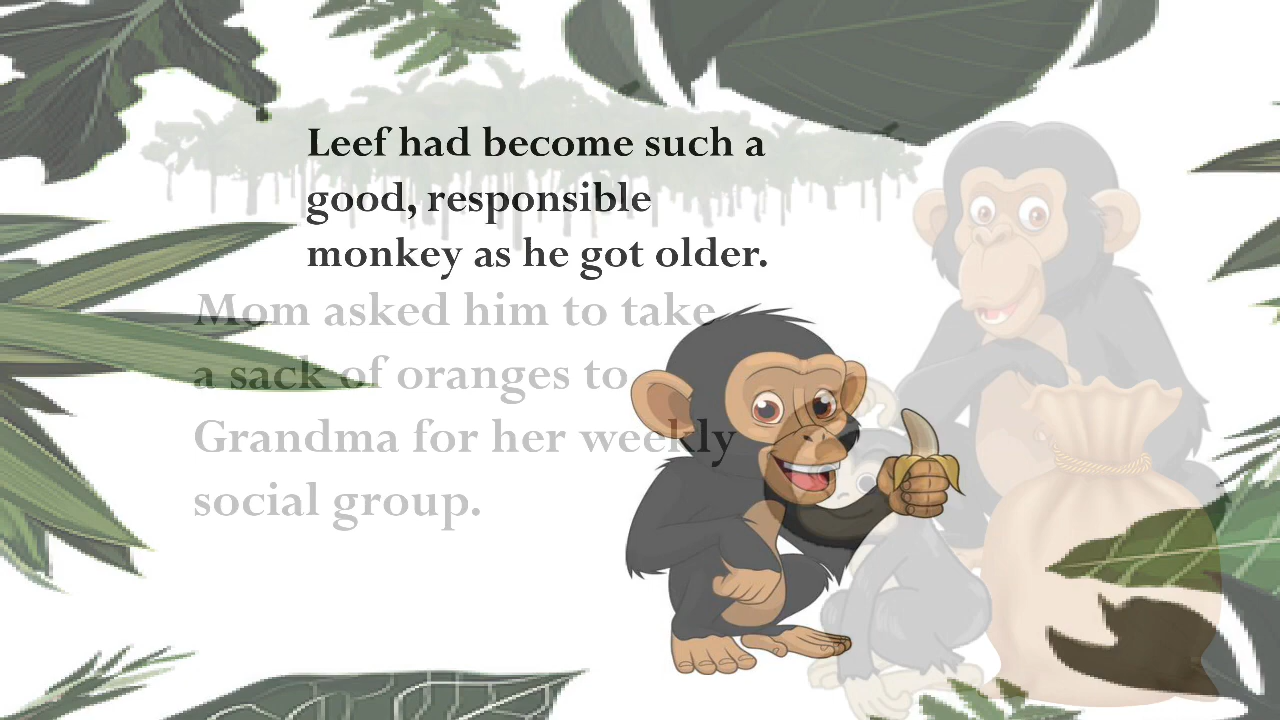 Leef had become such a
good, responsible
monkey as he got older.
Mom asked him to take
a sack of oranges to
Grandma for her weekly
social group.